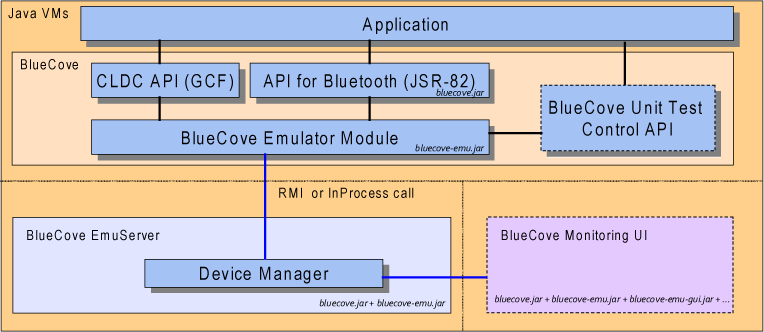 Java VMs
Application
BlueCove
CLDC API (GCF)
API for Bluetooth (JSR-82)
bluecove.jar
BlueCove Unit Test
Control API
BlueCove Emulator Module
bluecove-emu.jar
RMI or InProcess call
BlueCove EmuServer
BlueCove Monitoring UI
Device Manager
bluecove.jar + bluecove-emu.jar
bluecove.jar + bluecove-emu.jar + bluecove-emu-gui.jar + ...